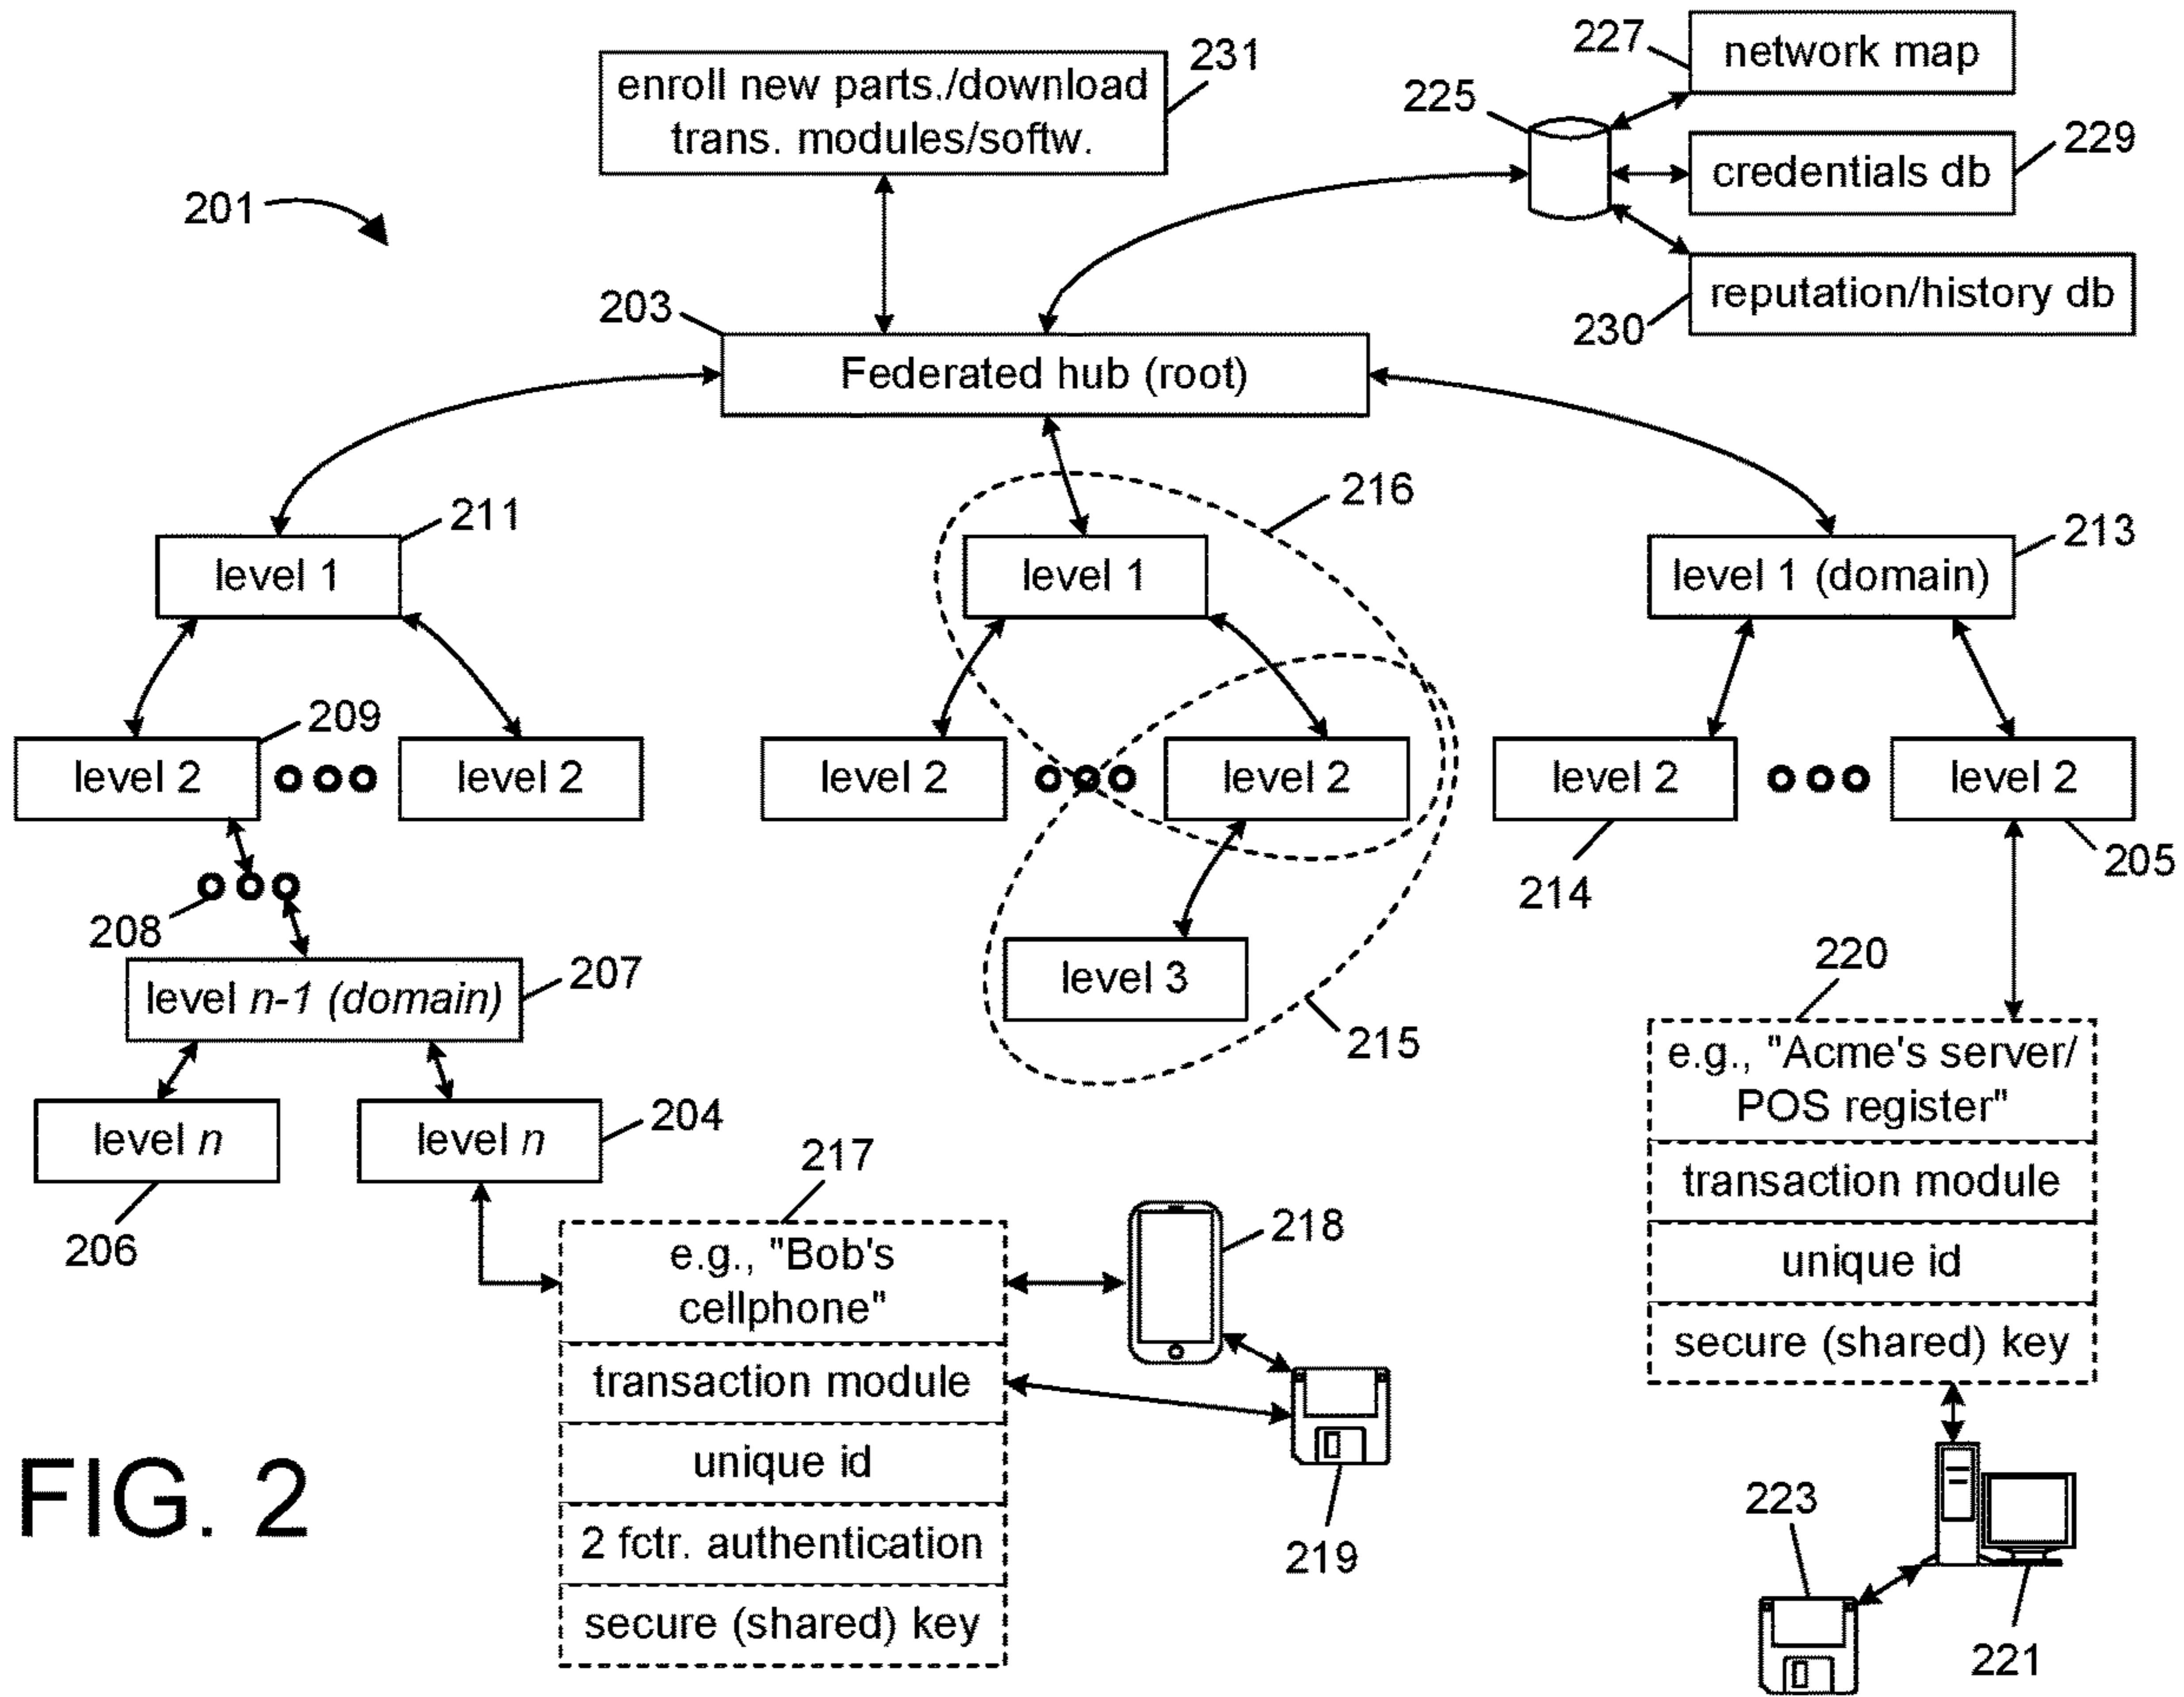 231
enroll new parts./download
trans. modules/softw.
227
network map
225
229
credentials db
201
203
230
reputation/history db
Federated hub (root)
216
211
213
level 1
level 1
level 1 (domain)
209
level 2
level 2
level 2
level 2
level 2
level 2
214
205
208
207
level n-1 (domain)
level 3
215
220
e.g., "Acme's server/
POS register"
transaction module
unique id
secure (shared) key
level n
level n
204
206
217
218
e.g., "Bob's
cellphone"
transaction module
unique id
2 fctr. authentication
secure (shared) key
219
223
221
FIG. 2